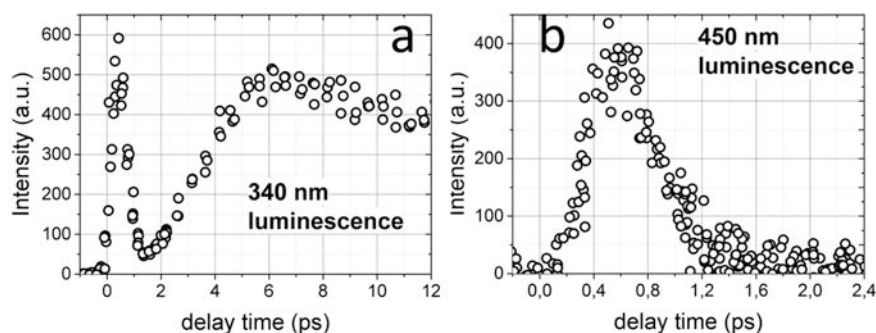 a
600
500
400
300
200
100
0
Intensity (a.u.)
340 nm
luminescence
0 2 4 6 8 10 12
delay time (ps)
b
400
300
200
100
0
Intensity (a.u.)
450 nm
luminescence
0,0 0,4 0,8 1,2 1,6 2,0 2,4
delay time (ps)